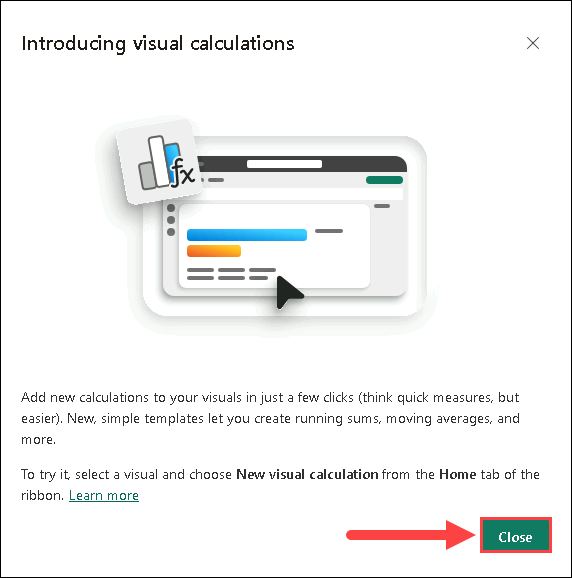 Introducing visual calculations
fx
Add new calculations to your visuals in just a few clicks (think quick measures, but
easier). New, simple templates let you create running sums, moving averages, and
more.
To try it, select a visual and choose New visual calculation from the Home tab of the
ribbon. Learn more
Close